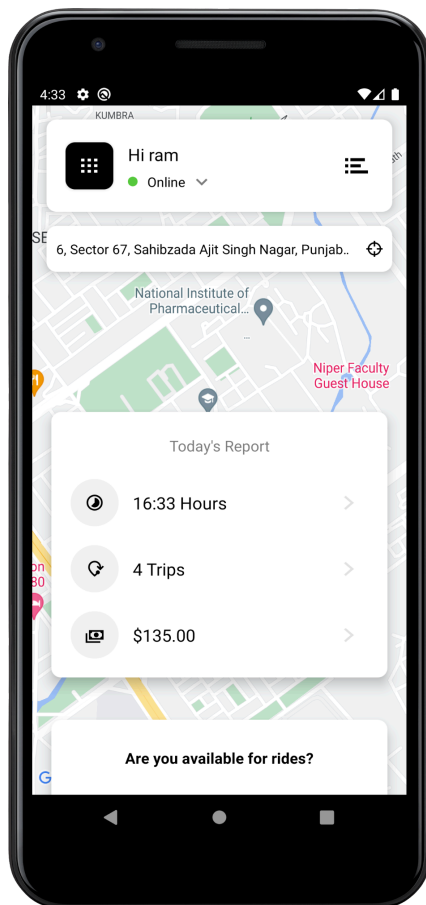 4:33
KUMBRA
Hi ram
Online
6, Sector 67, Sahibzada Ajit Singh Nagar, Punjab..
National Institute of
Pharmaceutical...
...
Niper Faculty
Guest House
Today's Report
16:33 Hours
4 Trips
80
$135.00
Are you available for rides?
G